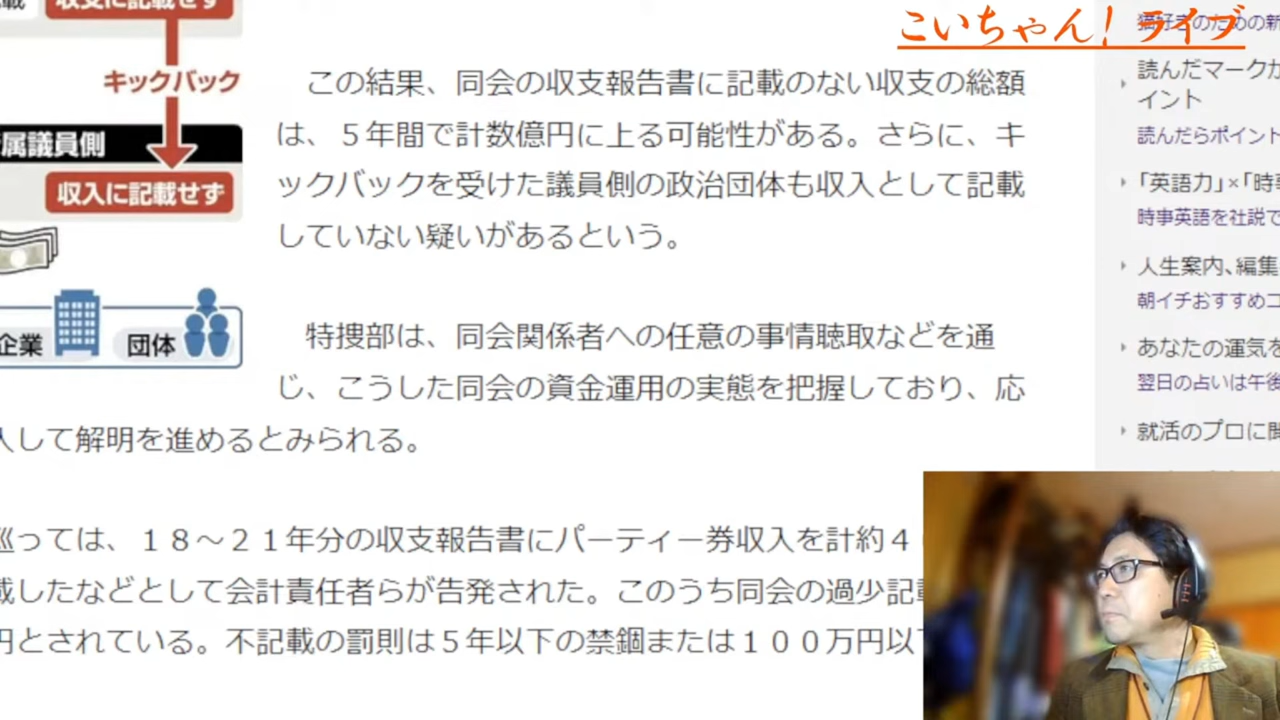 収支に記載せず
こいちゃん!ライブ
キックバック
属議員側
収入に記載せず
企業
団体
この結果、同会の収支報告書に記載のない収支の総額
は、5年間で計数億円に上る可能性がある。さらに、キ
ックバックを受けた議員側の政治団体も収入として記載
していない疑いがあるという。
特捜部は、同会関係者への任意の事情聴取などを通
じ、こうした同会の資金運用の実態を把握しており、応
して解明を進めるとみられる。
巡っては、18~21年分の収支報告書にパーティー券収入を計約4
載したなどとして会計責任者らが告発された。このうち同会の過少記載
円とされている。不記載の罰則は5年以下の禁錮または100万円以下
猫好きのための新
読んだマークが
イント
読んだらポイント
「英語力」×「時事
時事英語を社説で
人生案内、編集
朝イチおすすめコ
あなたの運気を
翌日の占いは午後
就活のプロに聞